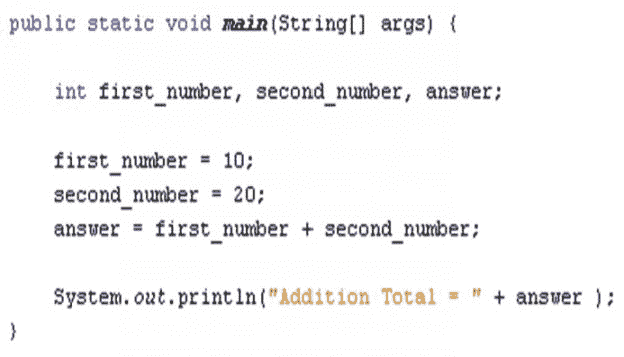 public static void main(String[] args) {
int first_number, second_number, answer;
first_number = 10;
second_number = 20;
answer = first_number + second_number;
System.out.println("Addition Total = " + answer );
}